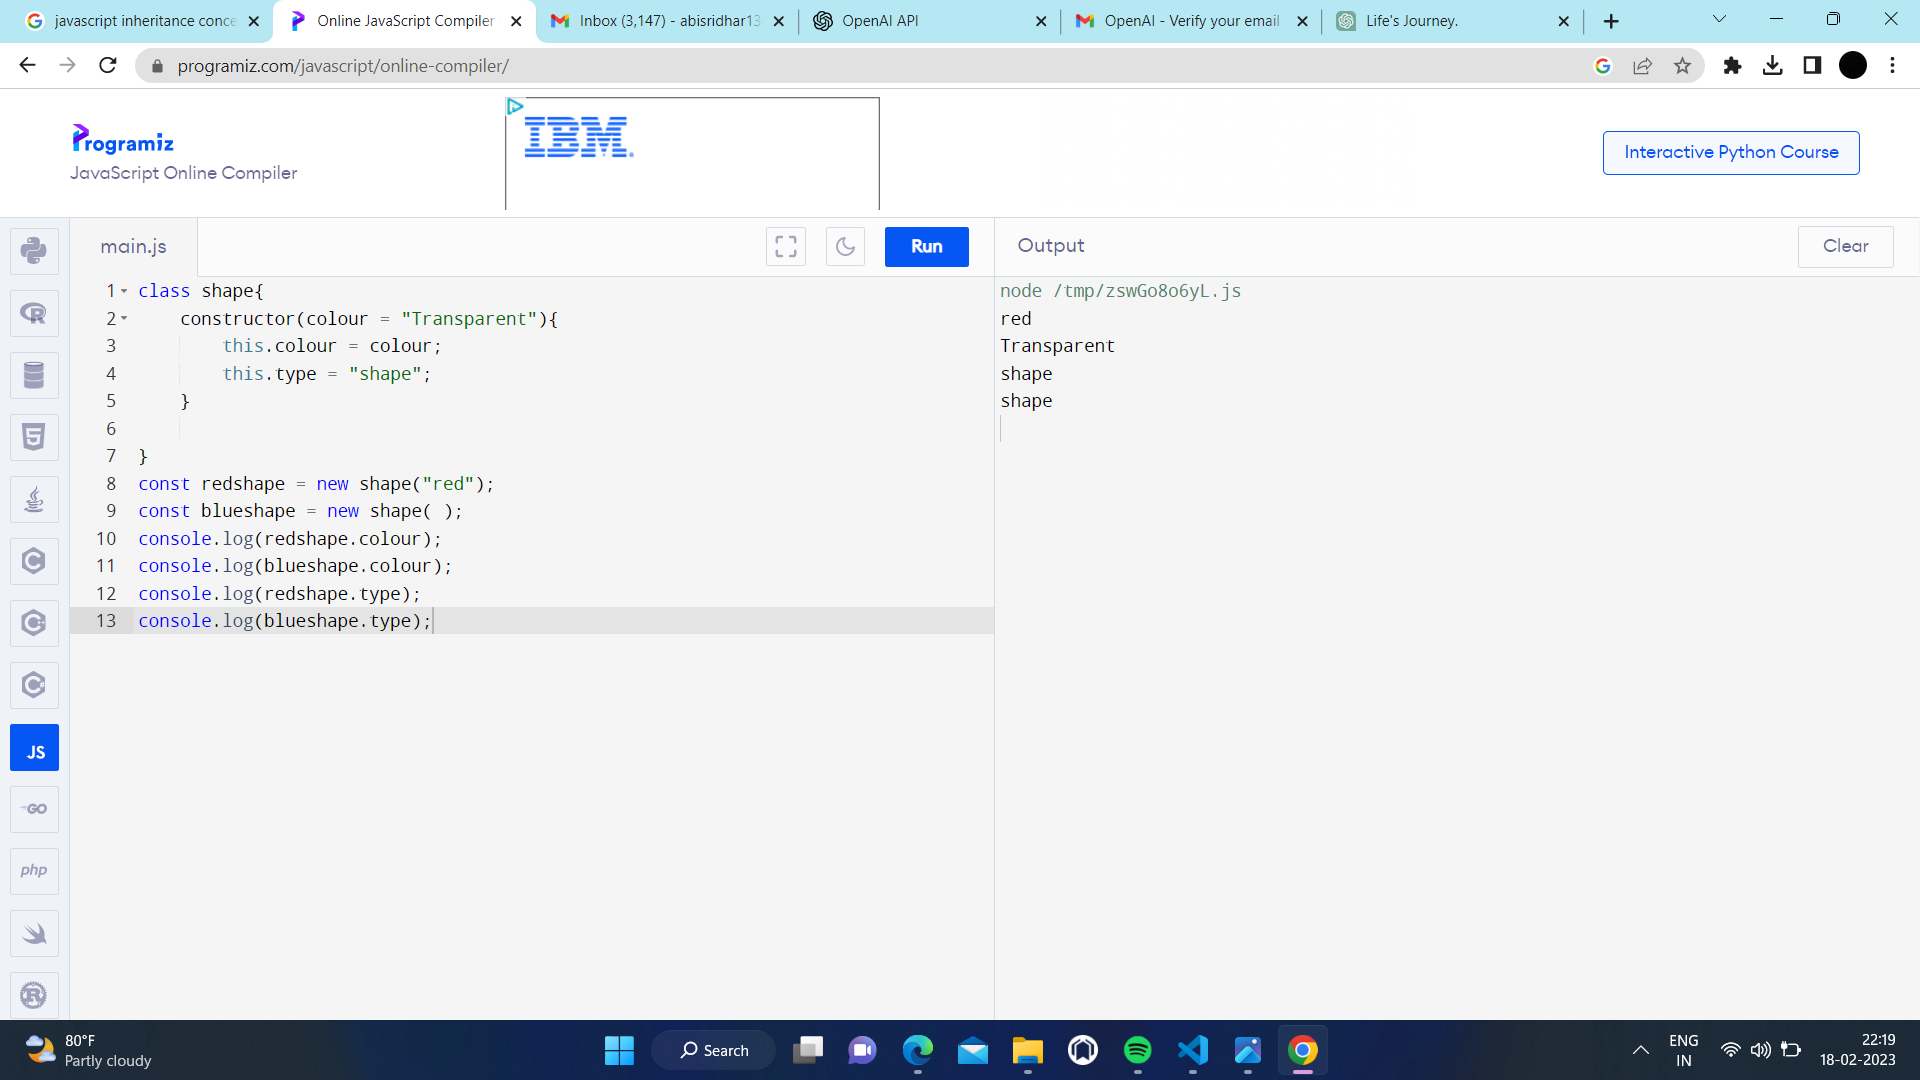 javascript inheritance conce
Online JavaScript Compiler
Inbox (3,147) - abisridhar13
OpenAI API
OpenAI - Verify your email
Life's Journey.
programiz.com/javascript/online-compiler/
Programiz
JavaScript Online Compiler
IBM
Interactive Python Course
main.js
Run
Output
Clear
1 class shape{
2 constructor(colour = "Transparent"){
3 this.colour = colour;
4 this.type = "shape";
5 }
6
7 }
8 const redshape = new shape("red");
9 const blueshape = new shape( );
10 console.log(redshape.colour);
11 console.log(blueshape.colour);
12 console.log(redshape.type);
13 console.log(blueshape.type);
node /tmp/zswGo8o6yL.js
red
Transparent
shape
shape
R
5
C
C
C
JS
GO
php
R
80°F
Partly cloudy
Search
ENG
IN
22:19
18-02-2023